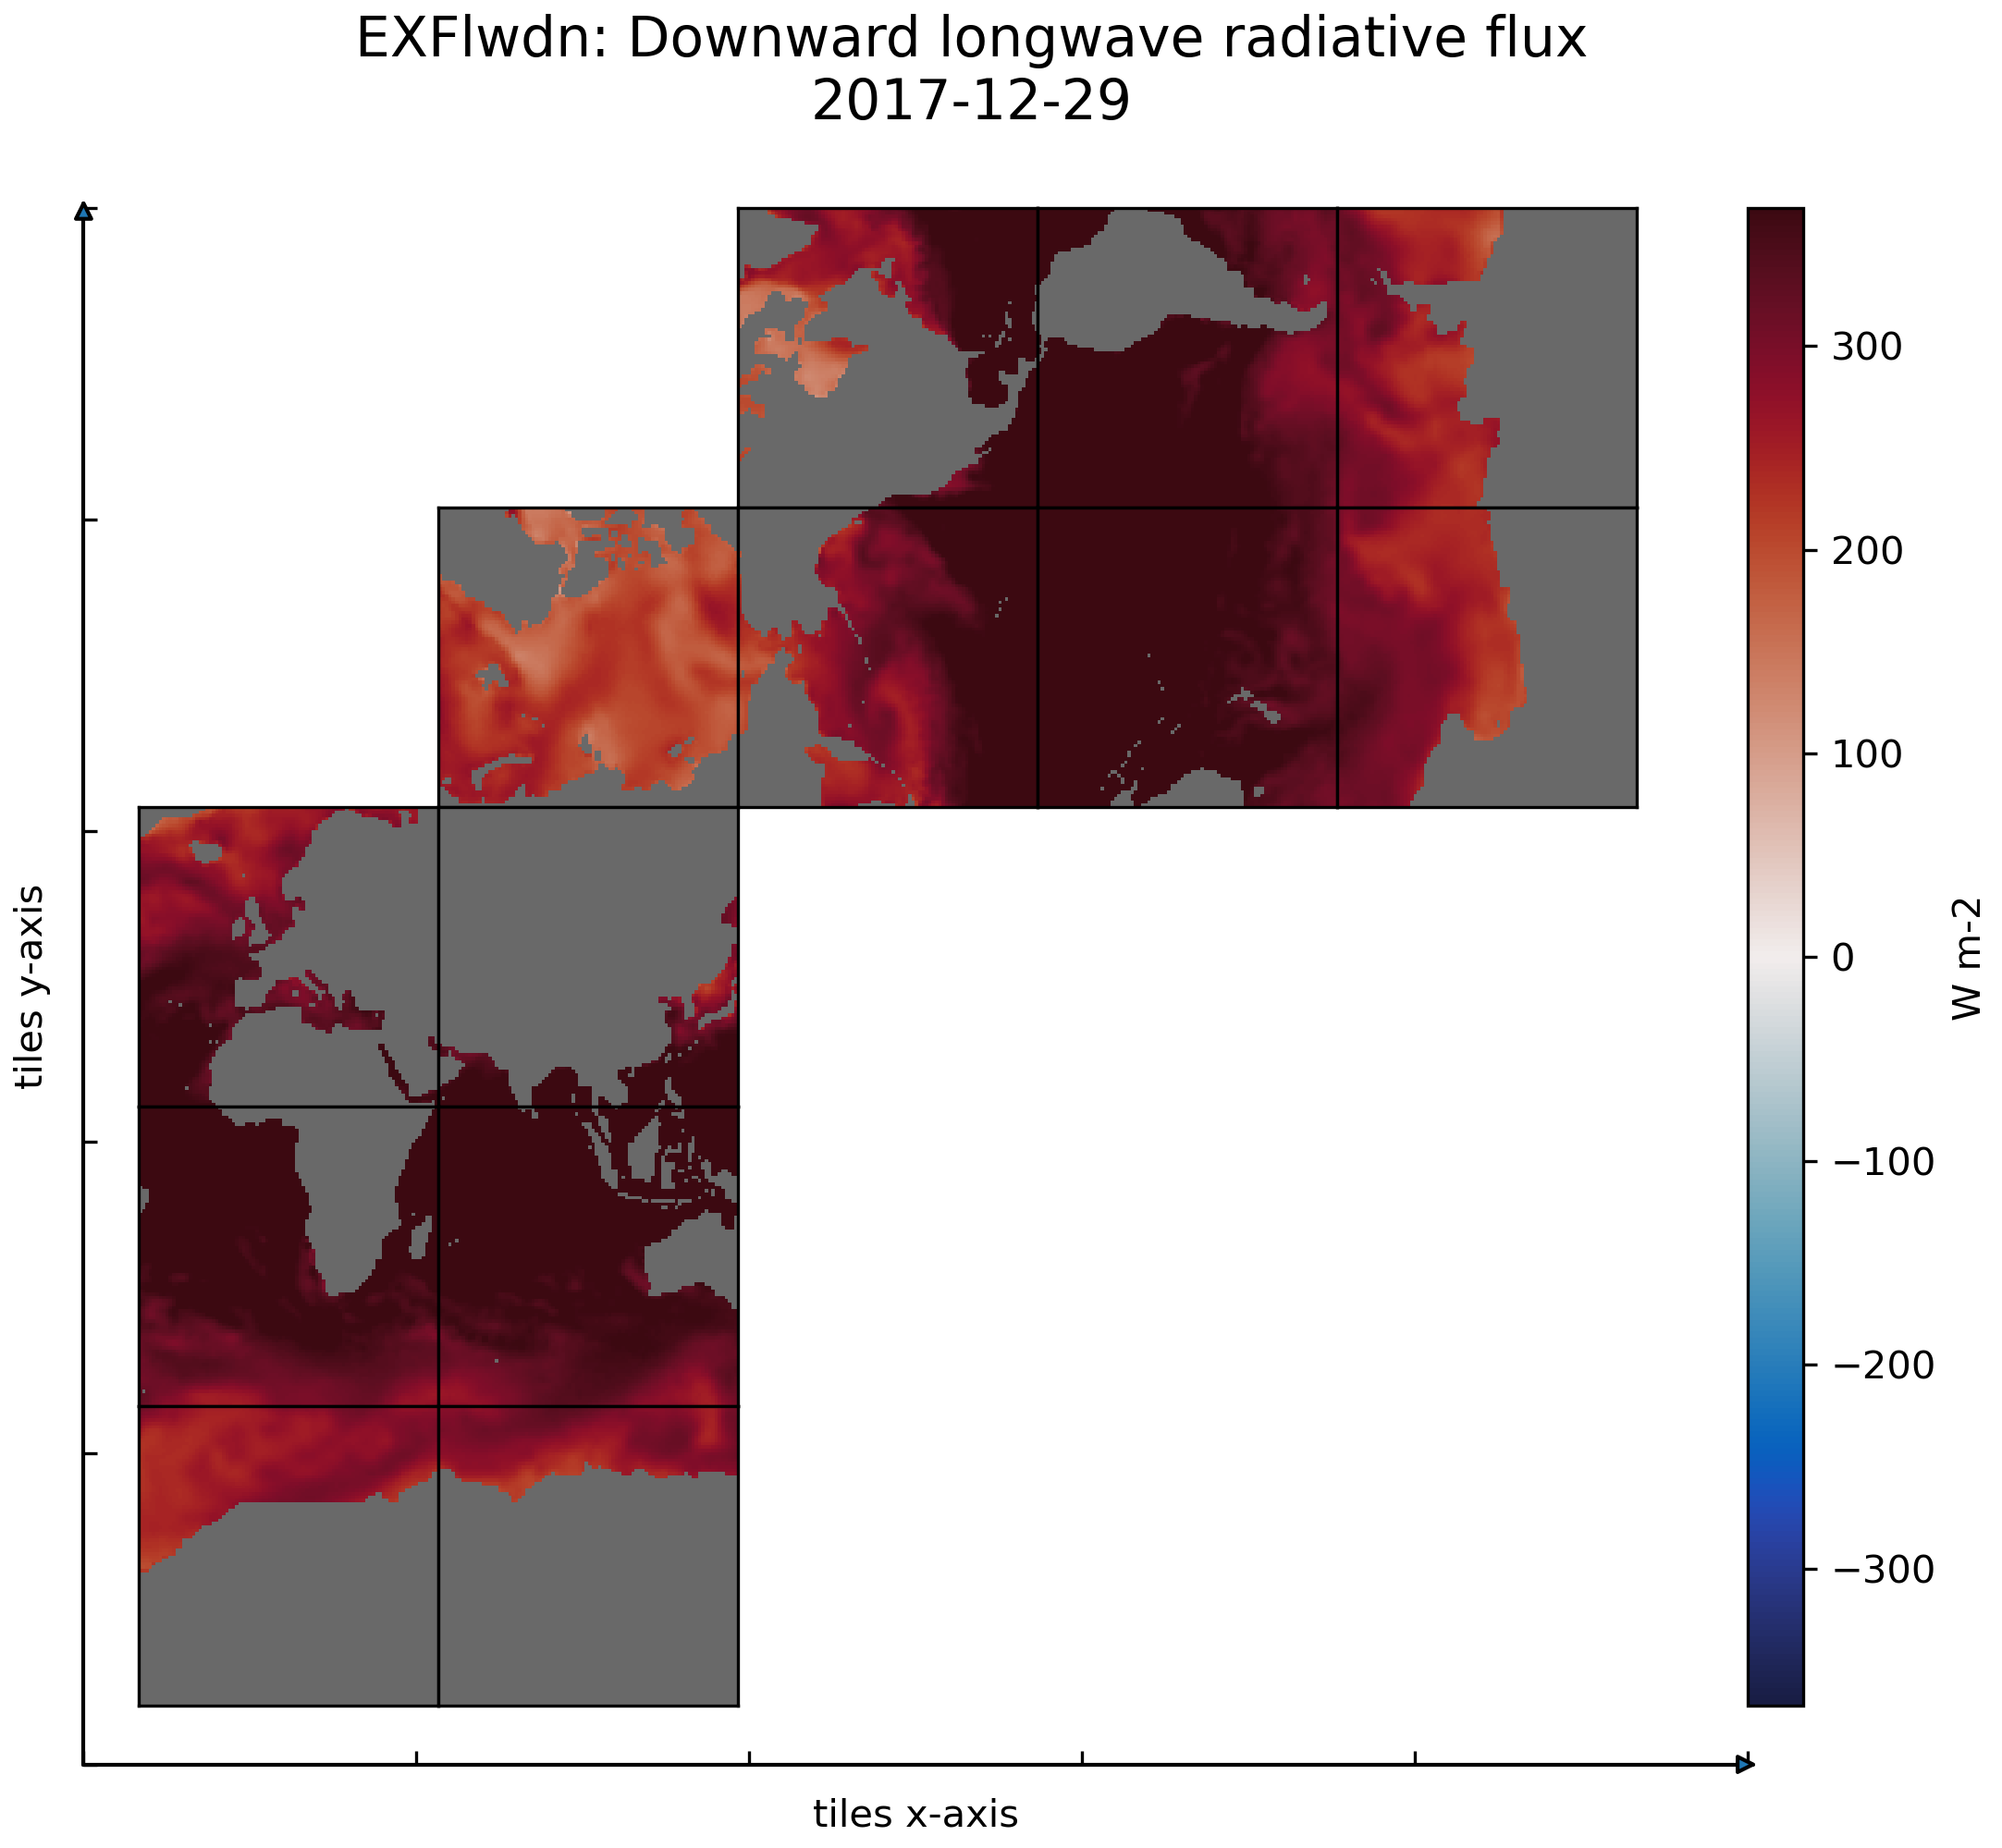 EXFlwdn: Downward longwave radiative flux
2017-12-29
300
200
100
0
−100
−200
−300
W m-2
tiles y-axis
tiles x-axis